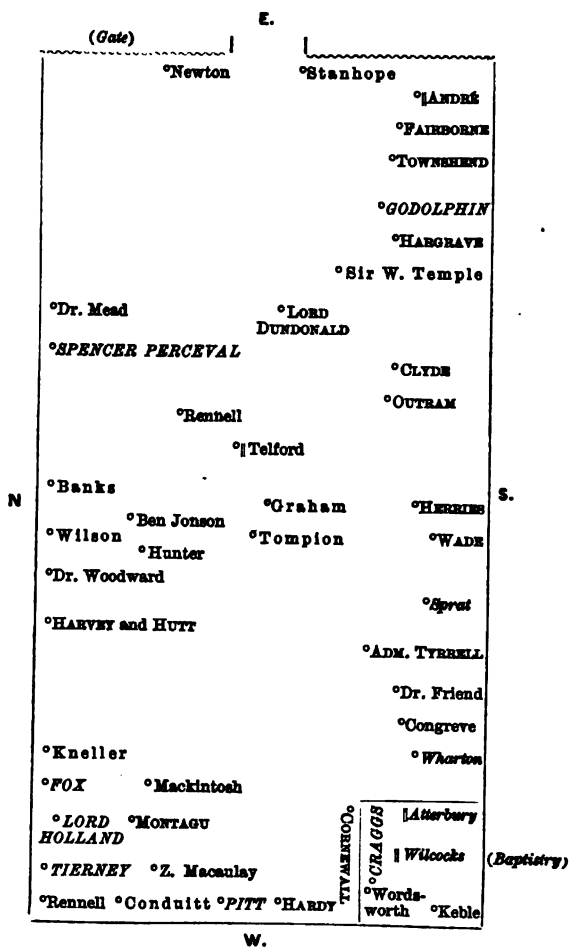 E.
(Gate)
°Newton
°Stanhope
°||ANDRÉ
°FAIRBORNE
°TOWNSHEND
°GODOLPHIN
°HARGRAVE
°Sir W. Temple
°Dr. Mead
°LORD
DUNDONALD
°SPENCER PERCEVAL
°CLYDE
°OUTRAM
°Rennell
°||Telford
°Banks
N
S.
°Graham
°HERRIES
°Ben Jonson
°Wilson
°Tompion
°WADE
°Hunter
°Dr. Woodward
°Sprat
°HARVEY and HUTT
°ADM. TYRRELL
°Dr. Friend
°Congreve
°Kneller
°Wharton
°FOX
°Mackintosh
°LORD
HOLLAND
°MONTAGU
°CORNEWALL
°CRAGGS
||Atterbury
||Wilcocks
(Baptistry)
°TIERNEY
°Z. Macaulay
°Words-
worth
°Keble
°Rennell
°Conduitt
°PITT
°HARDY
W.